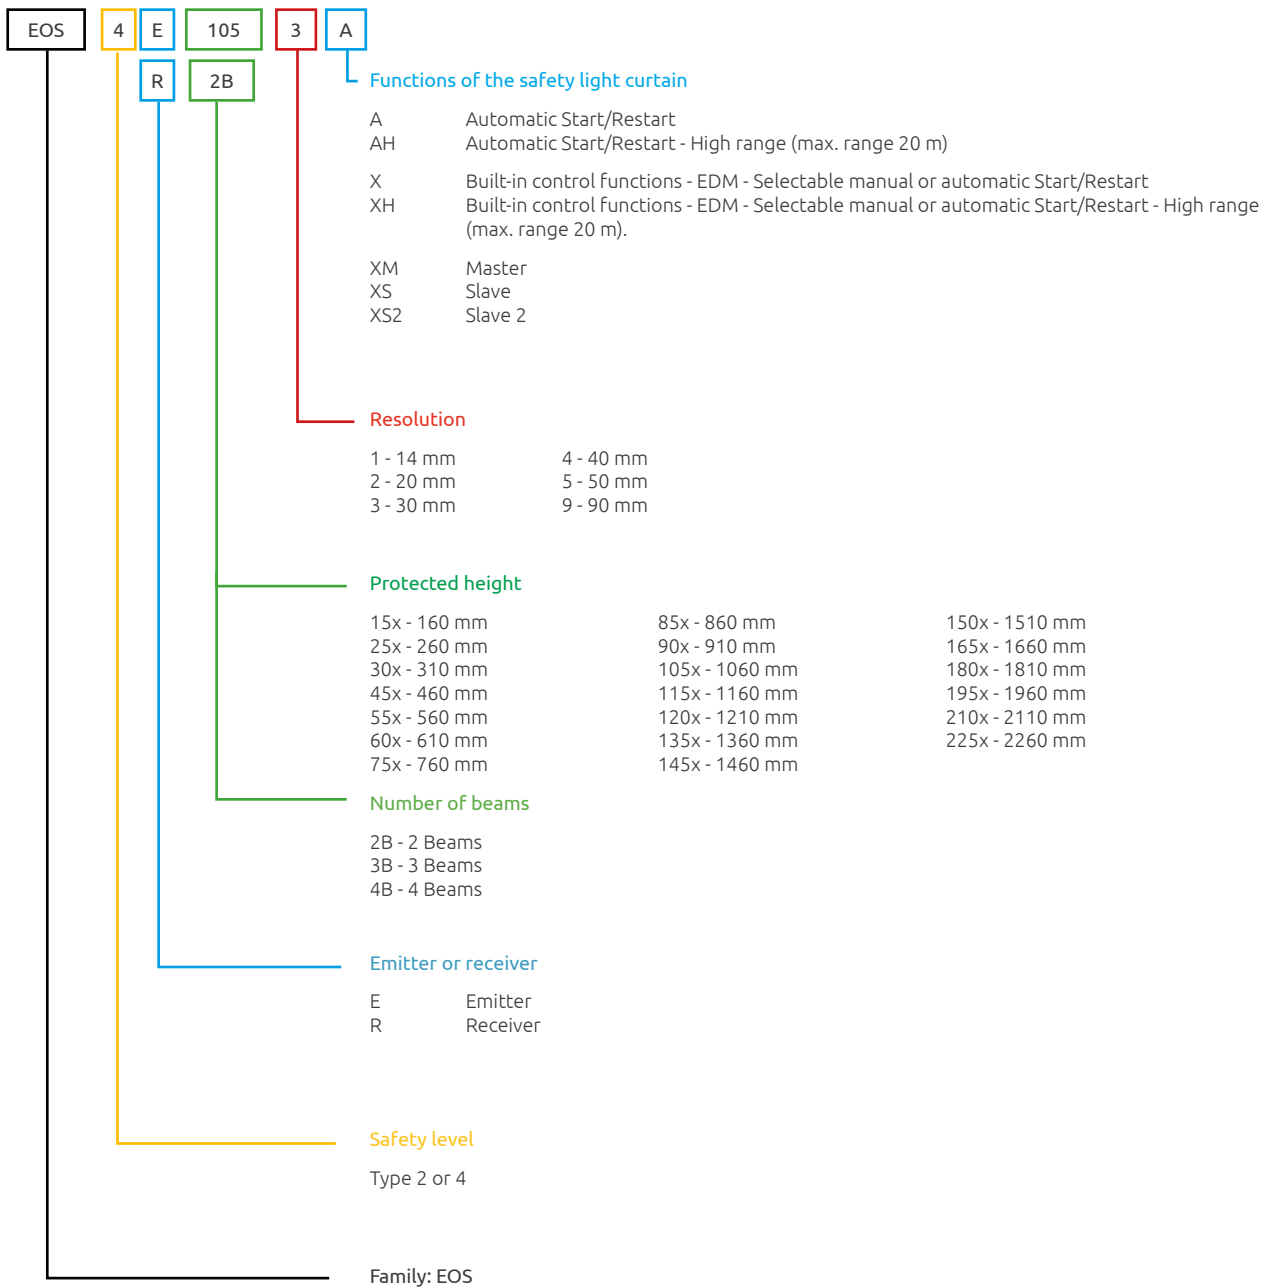 EOS 4 E 105 3 A
R 2B
Functions of the safety light curtain
A Automatic Start/Restart
AH Automatic Start/Restart - High range (max. range 20 m)
X Built-in control functions - EDM - Selectable manual or automatic Start/Restart
XH Built-in control functions - EDM - Selectable manual or automatic Start/Restart - High range
(max. range 20 m).
XM Master
XS Slave
XS2 Slave 2
Resolution
1 - 14 mm 4 - 40 mm
2 - 20 mm 5 - 50 mm
3 - 30 mm 9 - 90 mm
Protected height
15x - 160 mm 85x - 860 mm 150x - 1510 mm
25x - 260 mm 90x - 910 mm 165x - 1660 mm
30x - 310 mm 105x - 1060 mm 180x - 1810 mm
45x - 460 mm 115x - 1160 mm 195x - 1960 mm
55x - 560 mm 120x - 1210 mm 210x - 2110 mm
60x - 610 mm 135x - 1360 mm 225x - 2260 mm
75x - 760 mm 145x - 1460 mm
Number of beams
2B - 2 Beams
3B - 3 Beams
4B - 4 Beams
Emitter or receiver
E Emitter
R Receiver
Safety level
Type 2 or 4
Family: EOS